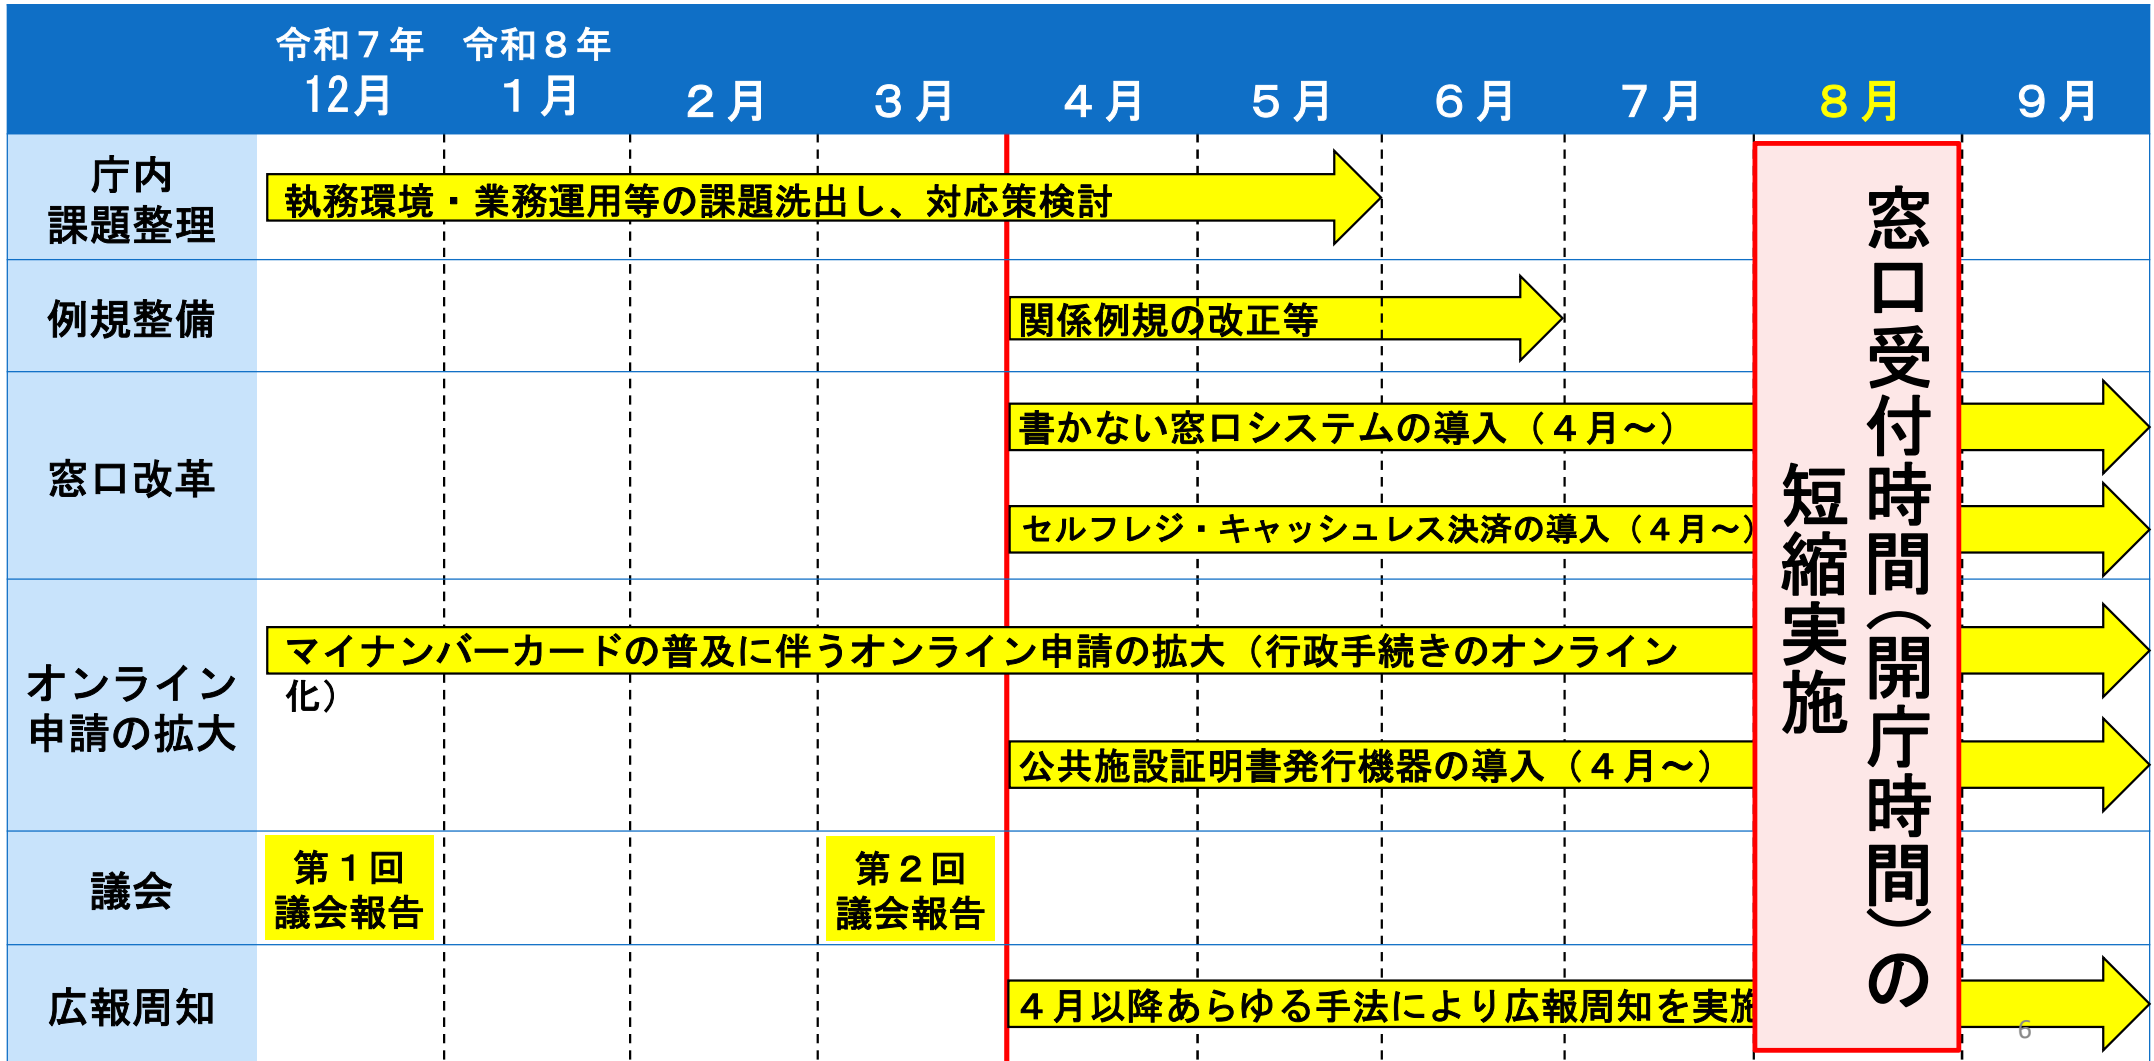 令和７年 令和８年
12月 １月 ２月 ３月 ４月 ５月 ６月 ７月 ８月 ９月
庁内
課題整理
執務環境・業務運用等の課題洗出し、対応策検討
例規整備
関係例規の改正等
窓口改革
書かない窓口システムの導入（４月～）
セルフレジ・キャッシュレス決済の導入（４月～）
オンライン
申請の拡大
マイナンバーカードの普及に伴うオンライン申請の拡大（行政手続きのオンライン
化）
公共施設証明書発行機器の導入（４月～）
議会
第１回
議会報告
第２回
議会報告
広報周知
４月以降あらゆる手法により広報周知を実施
窓口受付時間（開庁時間）の
短縮実施
6